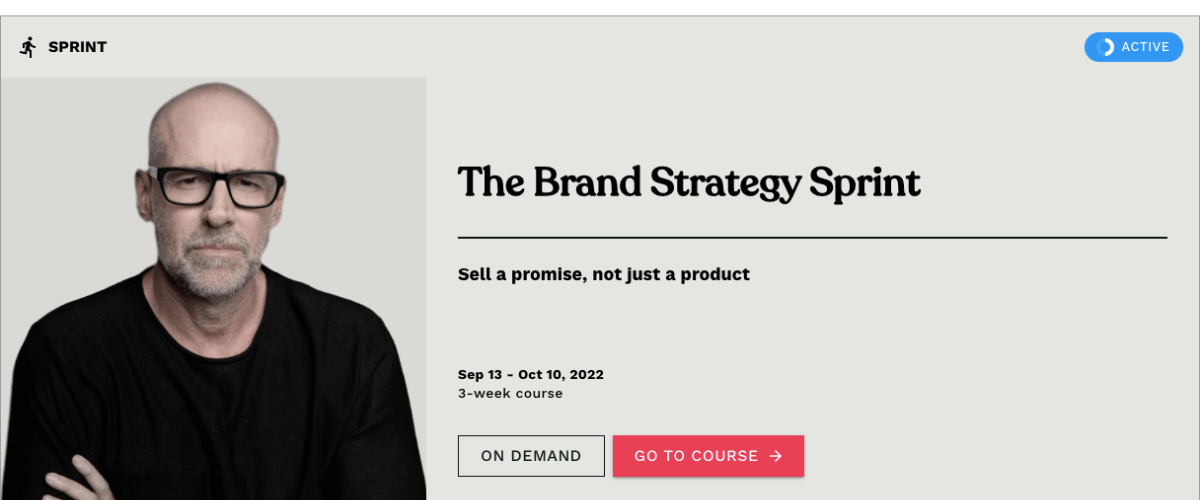 SPRINT
ACTIVE
The Brand Strategy Sprint
Sell a promise, not just a product
Sep 13 - Oct 10, 2022
3-week course
ON DEMAND
GO TO COURSE →